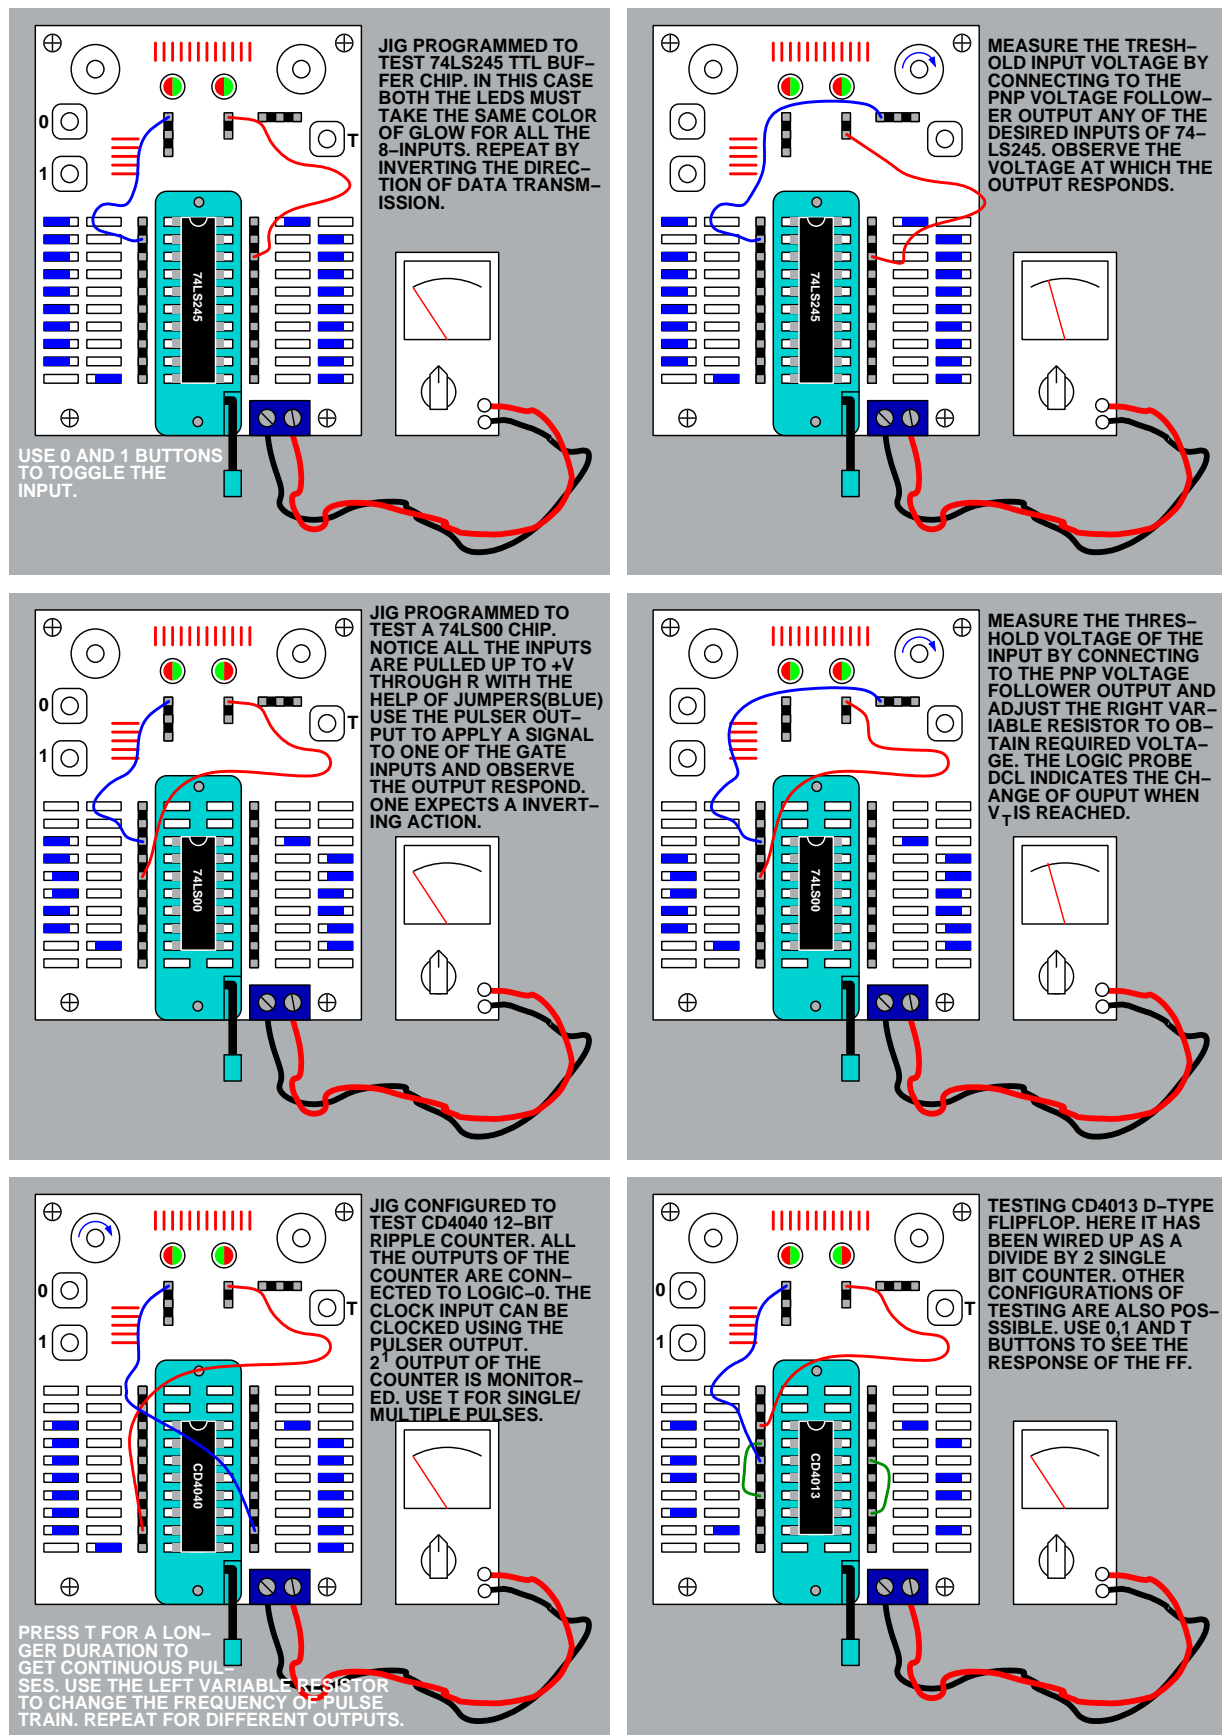 JIG PROGRAMMED TO
TEST 74LS245 TTL BUF–
FER CHIP. IN THIS CASE
BOTH THE LEDS MUST
TAKE THE SAME COLOR
OF GLOW FOR ALL THE
8–INPUTS. REPEAT BY
INVERTING THE DIREC–
TION OF DATA TRANSM–
ISSION.
0
1
T
74LS245
USE 0 AND 1 BUTTONS
TO TOGGLE THE
INPUT.
MEASURE THE TRESH–
OLD INPUT VOLTAGE BY
CONNECTING TO THE
PNP VOLTAGE FOLLOW–
ER OUTPUT ANY OF THE
DESIRED INPUTS OF 74–
LS245. OBSERVE THE
VOLTAGE AT WHICH THE
OUTPUT RESPONDS.
74LS245
JIG PROGRAMMED TO
TEST A 74LS00 CHIP.
NOTICE ALL THE INPUTS
ARE PULLED UP TO +V
THROUGH R WITH THE
HELP OF JUMPERS(BLUE)
USE THE PULSER OUT–
PUT TO APPLY A SIGNAL
TO ONE OF THE GATE
INPUTS AND OBSERVE
THE OUTPUT RESPOND.
ONE EXPECTS A INVERT–
ING ACTION.
0
1
T
74LS00
MEASURE THE THRES–
HOLD VOLTAGE OF THE
INPUT BY CONNECTING
TO THE PNP VOLTAGE
FOLLOWER OUTPUT AND
ADJUST THE RIGHT VAR–
IABLE RESISTOR TO OB–
TAIN REQUIRED VOLTA–
GE. THE LOGIC PROBE
DCL INDICATES THE CH–
ANGE OF OUPUT WHEN
V_T IS REACHED.
74LS00
JIG CONFIGURED TO
TEST CD4040 12–BIT
RIPPLE COUNTER. ALL
THE OUTPUTS OF THE
COUNTER ARE CONN–
ECTED TO LOGIC–0. THE
CLOCK INPUT CAN BE
CLOCKED USING THE
PULSER OUTPUT.
2¹ OUTPUT OF THE
COUNTER IS MONITOR–
ED. USE T FOR SINGLE/
MULTIPLE PULSES.
0
1
T
CD4040
PRESS T FOR A LON–
GER DURATION TO
GET CONTINUOUS PUL–
SES. USE THE LEFT VARIABLE RESISTOR
TO CHANGE THE FREQUENCY OF PULSE
TRAIN. REPEAT FOR DIFFERENT OUTPUTS.
TESTING CD4013 D–TYPE
FLIPFLOP. HERE IT HAS
BEEN WIRED UP AS A
DIVIDE BY 2 SINGLE
BIT COUNTER. OTHER
CONFIGURATIONS OF
TESTING ARE ALSO POS–
SSIBLE. USE 0,1 AND T
BUTTONS TO SEE THE
RESPONSE OF THE FF.
0
1
T
CD4013